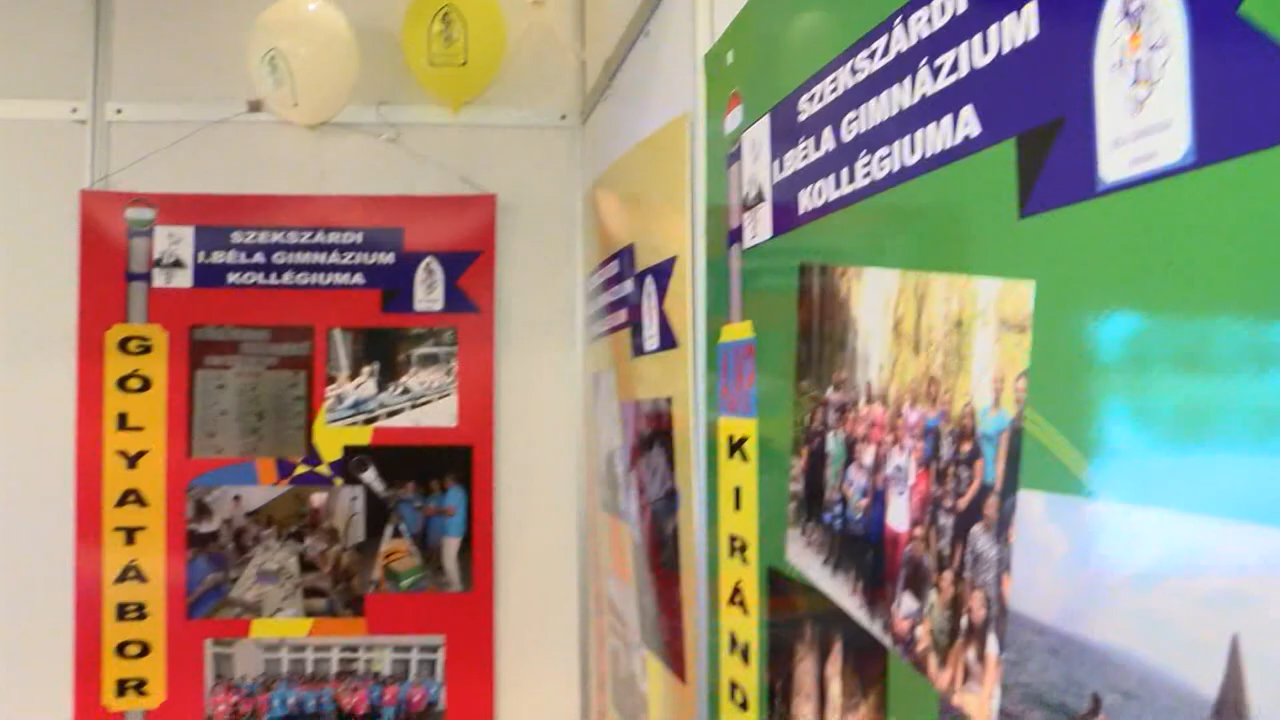 SZEKSZÁRDI
I.BÉLA GIMNÁZIUM
KOLLÉGIUMA
GÓLYATÁBOR
SZEKSZÁRDI
I.BÉLA GIMNÁZIUM
KOLLÉGIUMA
KIRÁND